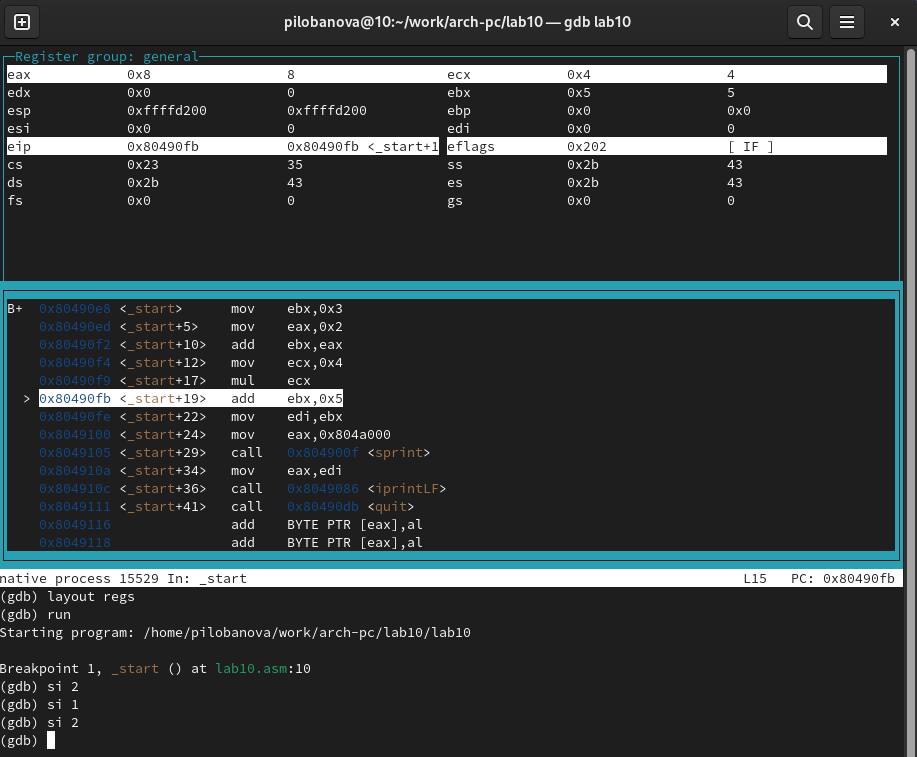 pilobanova@10:~/work/arch-pc/lab10 — gdb lab10
Register group: general
eax 0x8 8 ecx 0x4 4
edx 0x0 0 ebx 0x5 5
esp 0xffffd200 0xffffd200 ebp 0x0 0x0
esi 0x0 0 edi 0x0 0
eip 0x80490fb 0x80490fb <_start+1 eflags 0x202 [ IF ]
cs 0x23 35 ss 0x2b 43
ds 0x2b 43 es 0x2b 43
fs 0x0 0 gs 0x0 0
B+ 0x80490e8 <_start> mov ebx,0x3
0x80490ed <_start+5> mov eax,0x2
0x80490f2 <_start+10> add ebx,eax
0x80490f4 <_start+12> mov ecx,0x4
0x80490f9 <_start+17> mul ecx
> 0x80490fb <_start+19> add ebx,0x5
0x80490fe <_start+22> mov edi,ebx
0x8049100 <_start+24> mov eax,0x804a000
0x8049105 <_start+29> call 0x804900f <sprint>
0x804910a <_start+34> mov eax,edi
0x804910c <_start+36> call 0x8049086 <iprintLF>
0x8049111 <_start+41> call 0x80490db <quit>
0x8049116 add BYTE PTR [eax],al
0x8049118 add BYTE PTR [eax],al
native process 15529 In: _start L15 PC: 0x80490fb
(gdb) layout regs
(gdb) run
Starting program: /home/pilobanova/work/arch-pc/lab10/lab10
Breakpoint 1, _start () at lab10.asm:10
(gdb) si 2
(gdb) si 1
(gdb) si 2
(gdb)